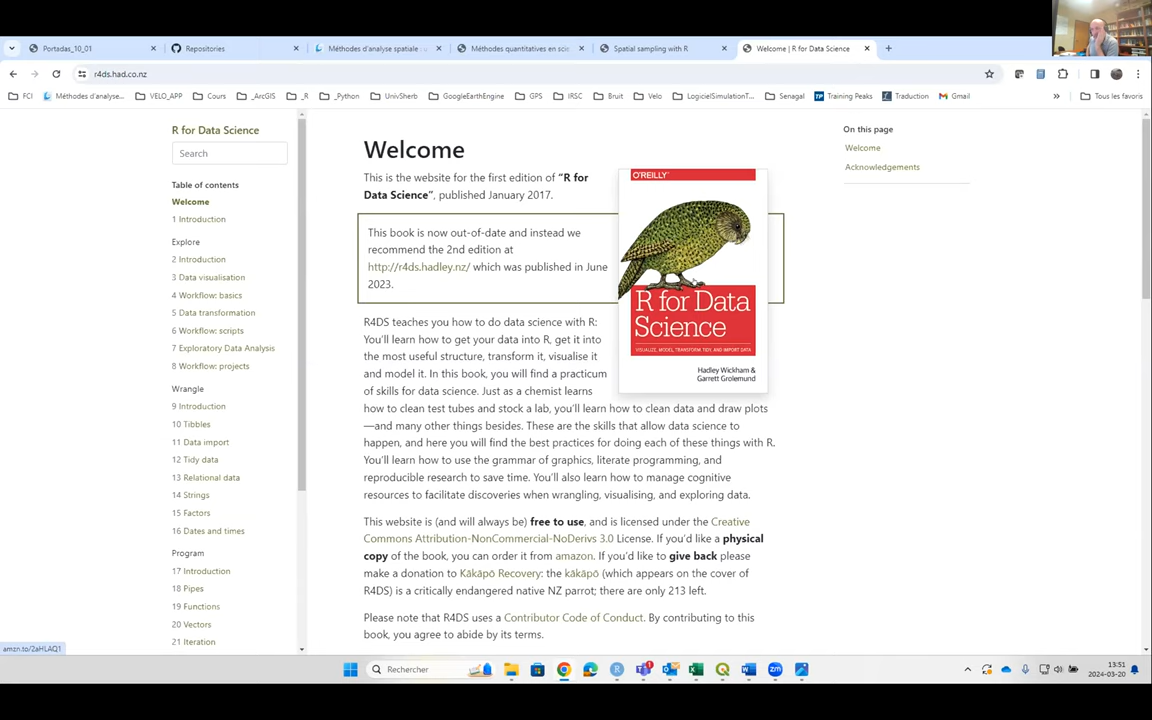 Portadas_10_01
Repositories
Méthodes d'analyse spatiale : u
Méthodes quantitatives en scie
Spatial sampling with R
Welcome | R for Data Science
r4ds.had.co.nz
FCI
Méthodes d'analyse...
VELO_APP
Cours
_ArcGIS
_R
_Python
UnivSherb
GoogleEarthEngine
GPS
IRSC
Bruit
Velo
LogicielSimulationT...
Senagal
Training Peaks
Traduction
Gmail
»
Tous les favoris
R for Data Science
Search
Table of contents
Welcome
1 Introduction
Explore
2 Introduction
3 Data visualisation
4 Workflow: basics
5 Data transformation
6 Workflow: scripts
7 Exploratory Data Analysis
8 Workflow: projects
Wrangle
9 Introduction
10 Tibbles
11 Data import
12 Tidy data
13 Relational data
14 Strings
15 Factors
16 Dates and times
Program
17 Introduction
18 Pipes
19 Functions
20 Vectors
21 Iteration
Welcome
This is the website for the first edition of “R for
Data Science”, published January 2017.
This book is now out-of-date and instead we
recommend the 2nd edition at
http://r4ds.hadley.nz/ which was published in June
2023.
R4DS teaches you how to do data science with R:
You’ll learn how to get your data into R, get it into
the most useful structure, transform it, visualise it
and model it. In this book, you will find a practicum
of skills for data science. Just as a chemist learns
how to clean test tubes and stock a lab, you’ll learn how to clean data and draw plots
—and many other things besides. These are the skills that allow data science to
happen, and here you will find the best practices for doing each of these things with R.
You’ll learn how to use the grammar of graphics, literate programming, and
reproducible research to save time. You’ll also learn how to manage cognitive
resources to facilitate discoveries when wrangling, visualising, and exploring data.
This website is (and will always be) free to use, and is licensed under the Creative
Commons Attribution-NonCommercial-NoDerivs 3.0 License. If you’d like a physical
copy of the book, you can order it from amazon. If you’d like to give back please
make a donation to Kākāpō Recovery: the kākāpō (which appears on the cover of
R4DS) is a critically endangered native NZ parrot; there are only 213 left.
Please note that R4DS uses a Contributor Code of Conduct. By contributing to this
book, you agree to abide by its terms.
O'REILLY
R for Data
Science
VISUALIZE, MODEL, TRANSFORM, TIDY, AND IMPORT DATA
Hadley Wickham &
Garrett Grolemund
On this page
Welcome
Acknowledgements
amzn.to/2aHLAQ1
Rechercher
13:51
2024-03-20